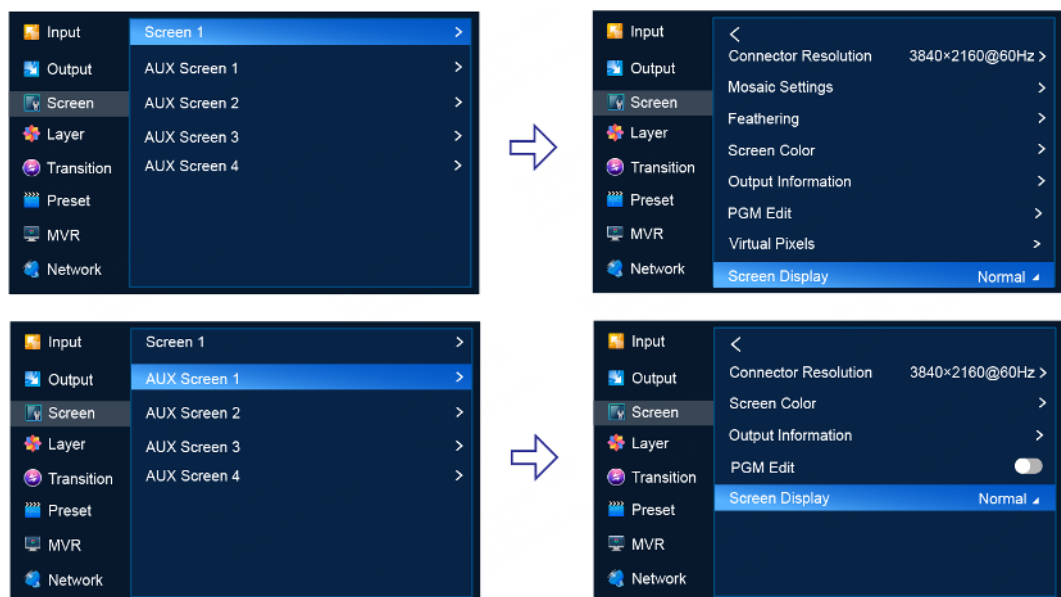 Input
Output
Screen
Layer
Transition
Preset
MVR
Network
Screen 1 >
AUX Screen 1 >
AUX Screen 2 >
AUX Screen 3 >
AUX Screen 4 >
Input
Output
Screen
Layer
Transition
Preset
MVR
Network
<
Connector Resolution 3840×2160@60Hz >
Mosaic Settings >
Feathering >
Screen Color >
Output Information >
PGM Edit >
Virtual Pixels >
Screen Display Normal
Input
Output
Screen
Layer
Transition
Preset
MVR
Network
Screen 1 >
AUX Screen 1 >
AUX Screen 2 >
AUX Screen 3 >
AUX Screen 4 >
Input
Output
Screen
Layer
Transition
Preset
MVR
Network
<
Connector Resolution 3840×2160@60Hz >
Screen Color >
Output Information >
PGM Edit
Screen Display Normal